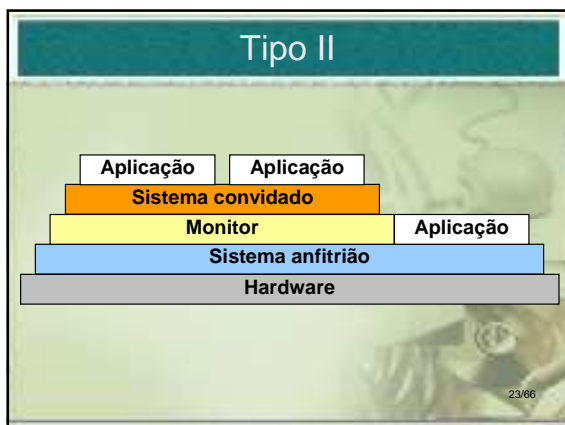 Tipo II
Aplicação Aplicação
Sistema convidado
Monitor Aplicação
Sistema anfitrião
Hardware
23/66